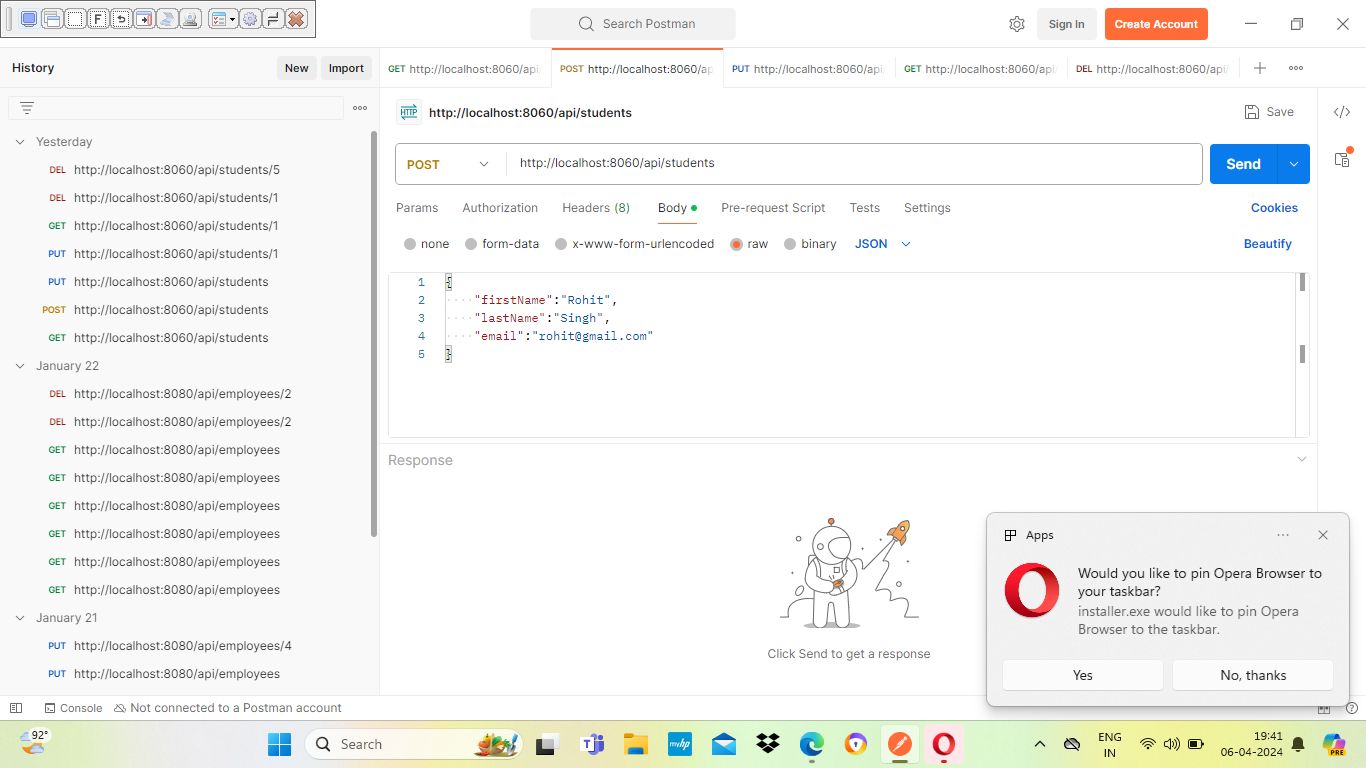 F
Search Postman
Sign In
Create Account
History
New
Import
GET http://localhost:8060/api
POST http://localhost:8060/ap
PUT http://localhost:8060/api
GET http://localhost:8060/api
DEL http://localhost:8060/api
HTTP http://localhost:8060/api/students
Save
Yesterday
DEL http://localhost:8060/api/students/5
DEL http://localhost:8060/api/students/1
GET http://localhost:8060/api/students/1
PUT http://localhost:8060/api/students/1
PUT http://localhost:8060/api/students
POST http://localhost:8060/api/students
GET http://localhost:8060/api/students
January 22
DEL http://localhost:8080/api/employees/2
DEL http://localhost:8080/api/employees/2
GET http://localhost:8080/api/employees
GET http://localhost:8080/api/employees
GET http://localhost:8080/api/employees
GET http://localhost:8080/api/employees
GET http://localhost:8080/api/employees
GET http://localhost:8080/api/employees
January 21
PUT http://localhost:8080/api/employees/4
PUT http://localhost:8080/api/employees
POST http://localhost:8060/api/students
Send
Params Authorization Headers (8) Body Pre-request Script Tests Settings Cookies
none form-data x-www-form-urlencoded raw binary JSON Beautify
1 {
2 "firstName":"Rohit",
3 "lastName":"Singh",
4 "email":"rohit@gmail.com"
5 }
Response
Click Send to get a response
Apps
Would you like to pin Opera Browser to
your taskbar?
installer.exe would like to pin Opera
Browser to the taskbar.
Yes
No, thanks
Console Not connected to a Postman account
92°
Search
myhp
ENG
IN
19:41
06-04-2024
PRE